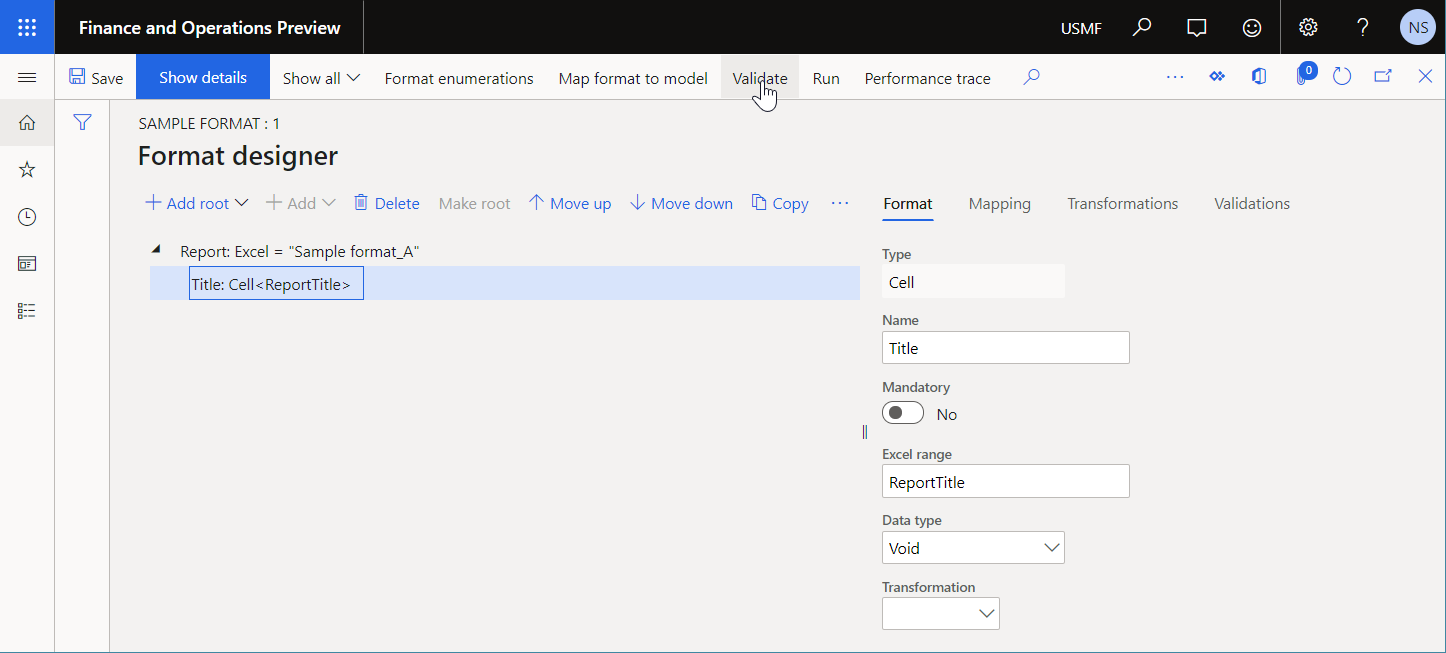 Finance and Operations Preview USMF ? NS
Save Show details Show all Format enumerations Map format to model Validate Run Performance trace ... 0
SAMPLE FORMAT : 1
Format designer
Add root Add Delete Make root Move up Move down Copy ... Format Mapping Transformations Validations
Report: Excel = "Sample format_A"
Title: Cell<ReportTitle>
Type
Cell
Name
Title
Mandatory
No
Excel range
ReportTitle
Data type
Void
Transformation